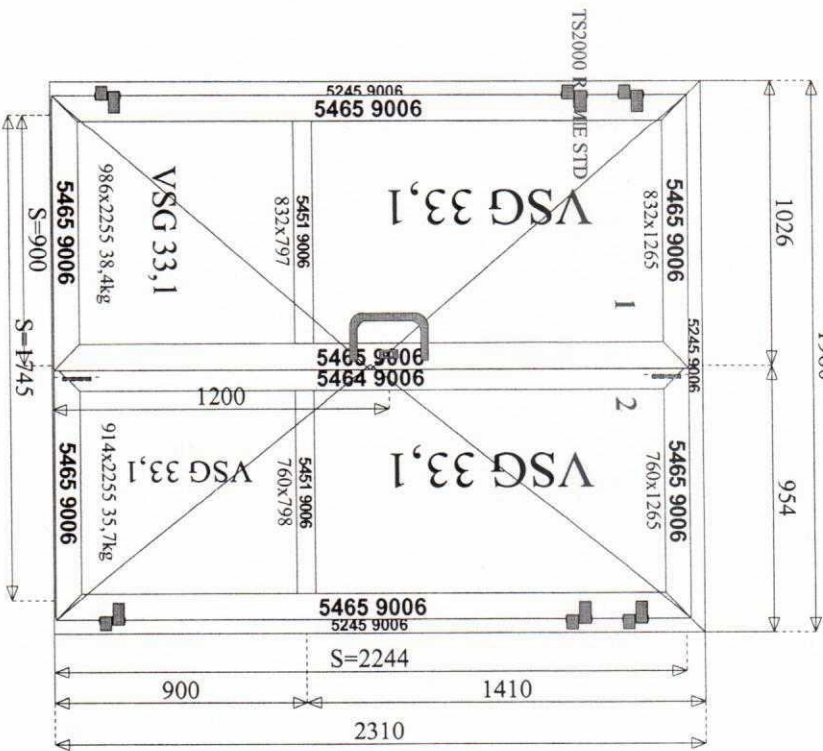 TS2000 R
ME STD
5245 9006
5465 9006
1026
VSG 33,1
986x2255 38,4kg
5465 9006
5451 9006
832x797
VSG 33,1
832x1265
5465 9006
1
S=900
S=1745
5465 9006
5464 9006
5245 9006
1200
2
954
VSG 33,1
914x2255 35,7kg
5465 9006
5451 9006
760x798
VSG 33,1
760x1265
5465 9006
5465 9006
5245 9006
S=2244
900
1410
2310